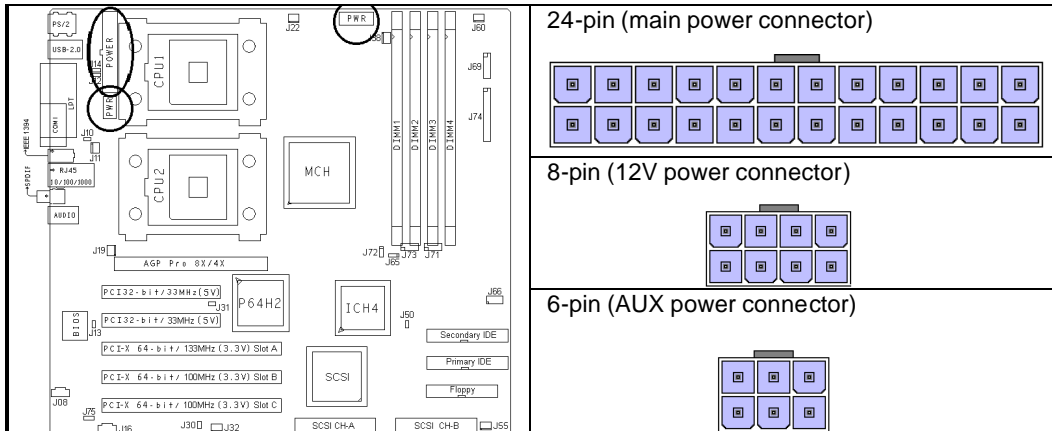 PS/2
USB-2.0
J14
POWER
PWR
LPT
COM1
IEEE1394
J10
J11
RJ45
10/100/1000
SPDIF
AUDIO
CPU1
CPU2
J22
PWR
J60
J69
J74
DIMM1
DIMM2
DIMM3
DIMM4
MCH
J19
J72
J65
J73
J71
AGP Pro 8X/4X
PCI32-bit/33MHz(5V)
J31
P64H2
ICH4
J66
BIOS
J13
PCI32-bit/33MHz(5V)
J50
Secondary IDE
PCI-X 64-bit/ 133MHz (3.3V) Slot A
Primary IDE
PCI-X 64-bit/ 100MHz (3.3V) Slot B
SCSI
Floppy
J08
J75
PCI-X 64-bit/ 100MHz (3.3V) Slot C
J16
J30
J32
SCSI CH-A
SCSI CH-B
J55
24-pin (main power connector)
8-pin (12V power connector)
6-pin (AUX power connector)